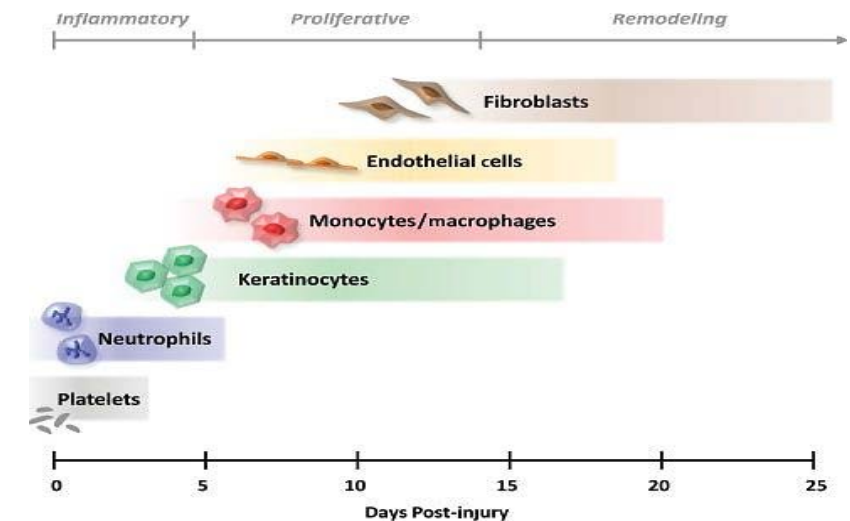 Inflammatory Proliferative Remodeling
Fibroblasts
Endothelial cells
Monocytes/macrophages
Keratinocytes
Neutrophils
Platelets
0 5 10 15 20 25
Days Post-injury